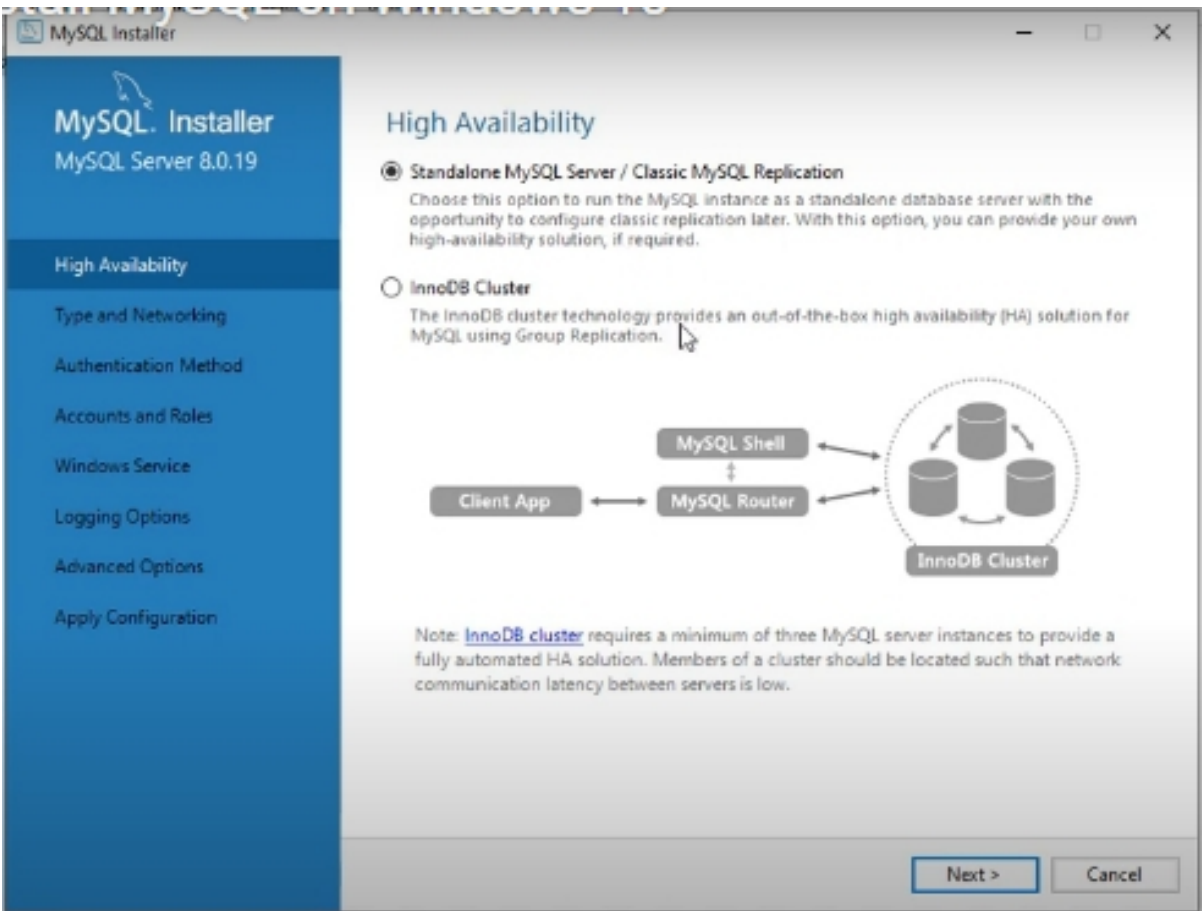 MySQL Installer
MySQL. Installer
MySQL Server 8.0.19
High Availability
Type and Networking
Authentication Method
Accounts and Roles
Windows Service
Logging Options
Advanced Options
Apply Configuration
High Availability
Standalone MySQL Server / Classic MySQL Replication
Choose this option to run the MySQL instance as a standalone database server with the
opportunity to configure classic replication later. With this option, you can provide your own
high-availability solution, if required.
InnoDB Cluster
The InnoDB cluster technology provides an out-of-the-box high availability (HA) solution for
MySQL using Group Replication.
MySQL Shell
Client App
MySQL Router
InnoDB Cluster
Note: InnoDB cluster requires a minimum of three MySQL server instances to provide a
fully automated HA solution. Members of a cluster should be located such that network
communication latency between servers is low.
Next >
Cancel